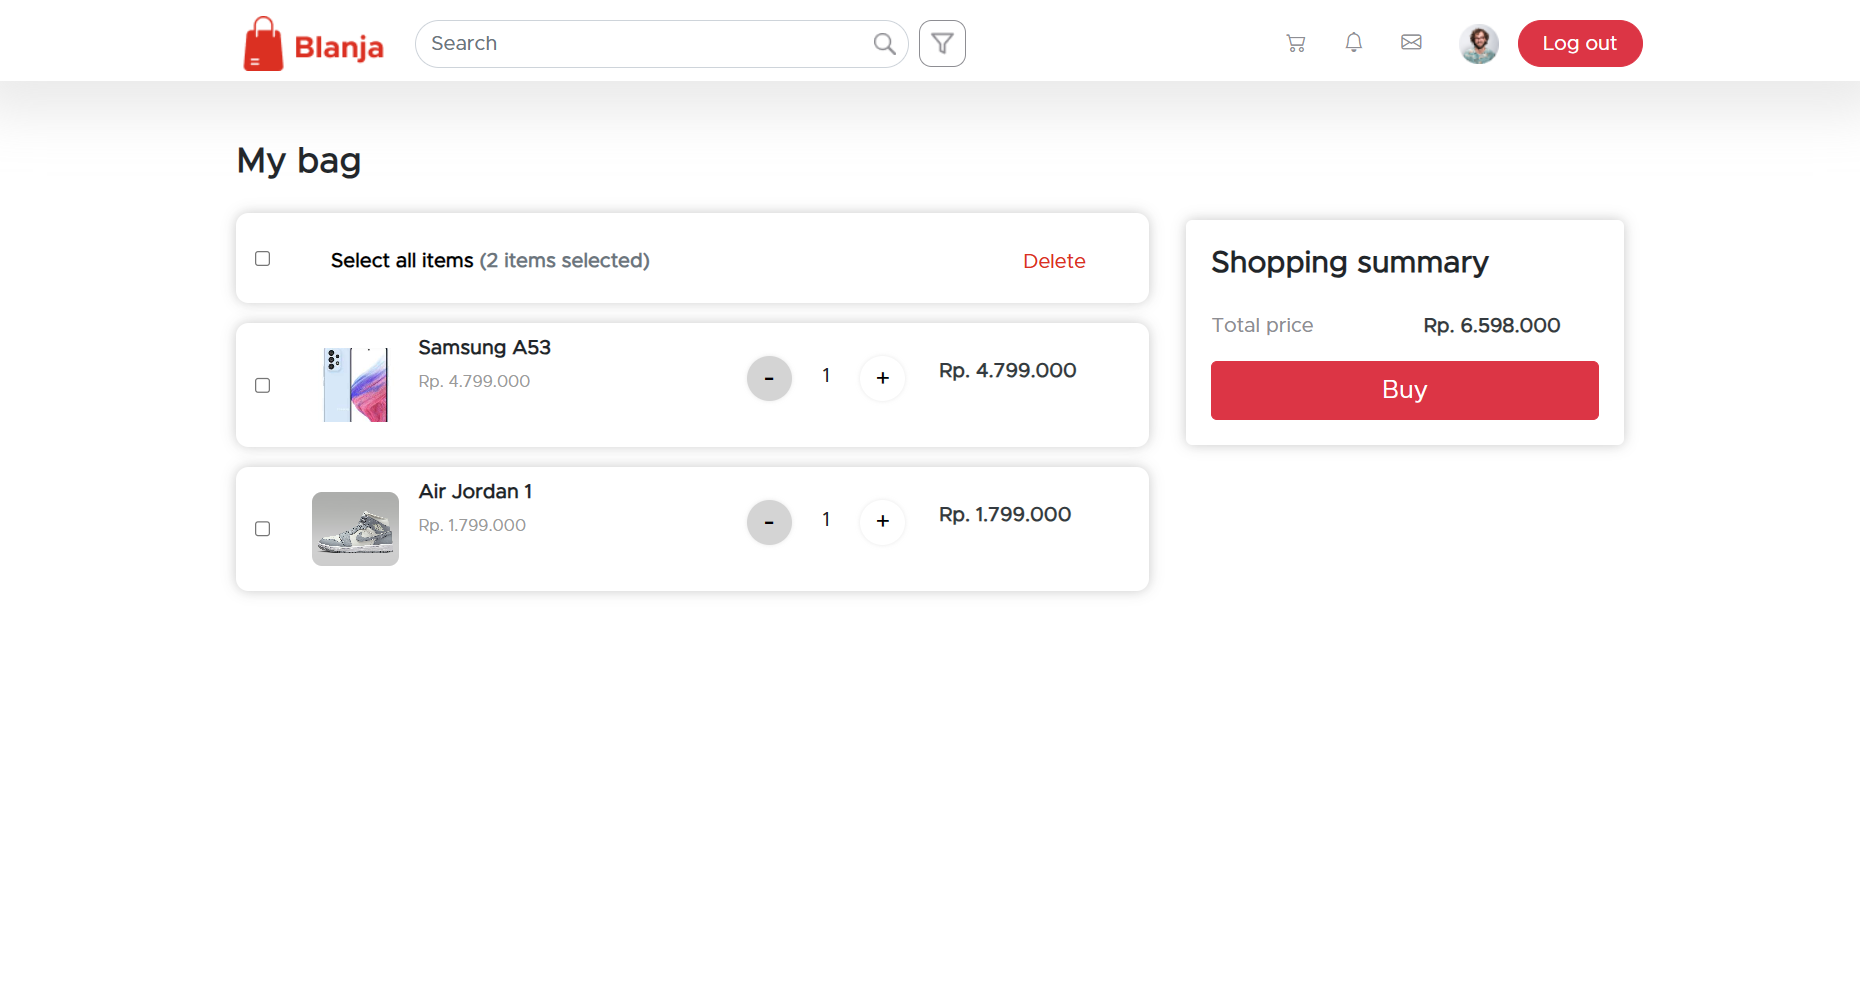 Blanja
Search
Log out
My bag
Select all items (2 items selected)
Delete
Samsung A53
Rp. 4.799.000
-
1
+
Rp. 4.799.000
Air Jordan 1
Rp. 1.799.000
-
1
+
Rp. 1.799.000
Shopping summary
Total price
Rp. 6.598.000
Buy